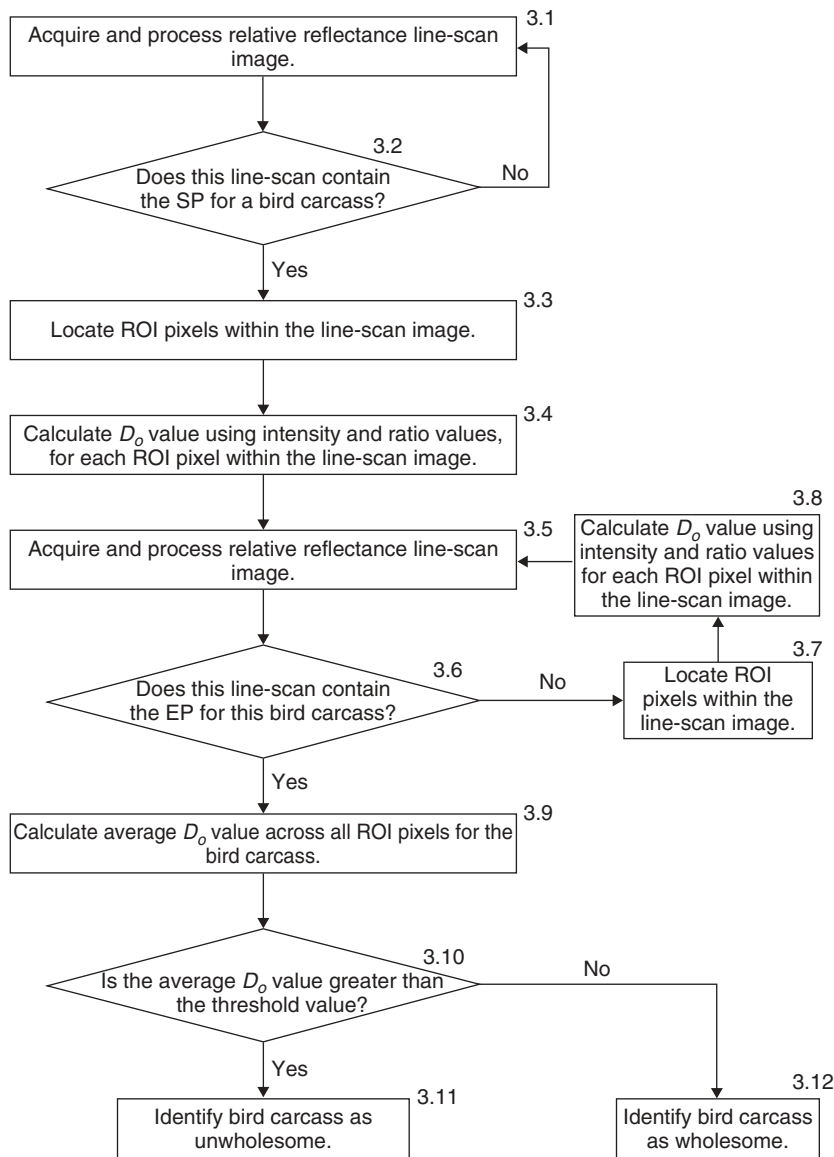 3.1
Acquire and process relative reflectance line-scan
image.
3.2
Does this line-scan contain
the SP for a bird carcass?
No
Yes
3.3
Locate ROI pixels within the line-scan image.
3.4
Calculate Do value using intensity and ratio values,
for each ROI pixel within the line-scan image.
3.5
Acquire and process relative reflectance line-scan
image.
3.8
Calculate Do value using
intensity and ratio values
for each ROI pixel within
the line-scan image.
3.6
Does this line-scan contain
the EP for this bird carcass?
No
3.7
Locate ROI
pixels within the
line-scan image.
Yes
3.9
Calculate average Do value across all ROI pixels for the
bird carcass.
3.10
Is the average Do value greater than
the threshold value?
No
Yes
3.11
Identify bird carcass as
unwholesome.
3.12
Identify bird carcass
as wholesome.